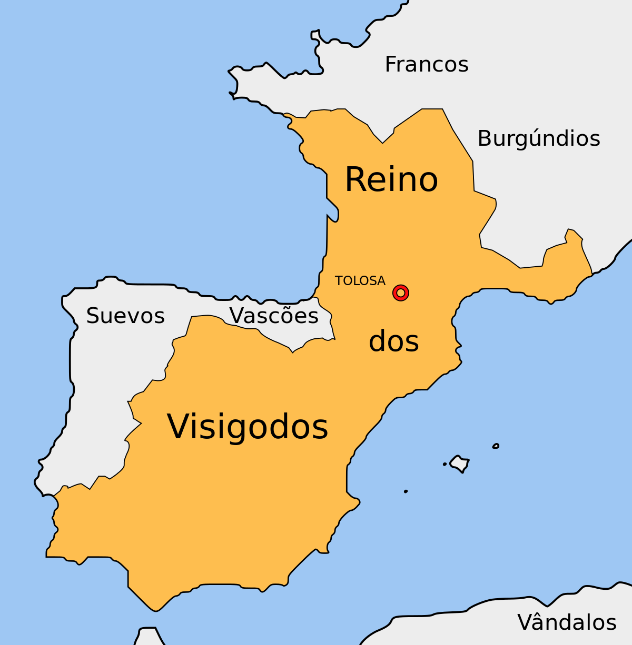 Francos
Burgúndios
Reino
TOLOSA
Suevos
Vascões
dos
Visigodos
Vândalos